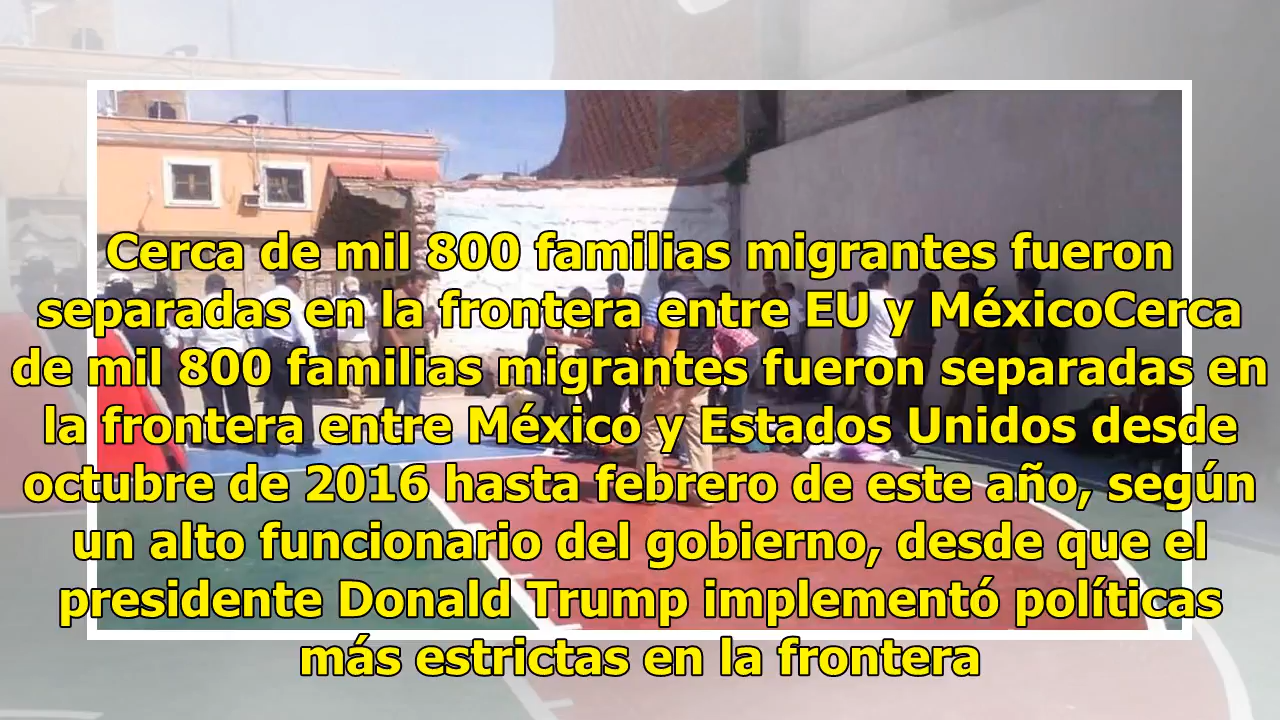 Cerca de mil 800 familias migrantes fueron
separadas en la frontera entre EU y MéxicoCerca
de mil 800 familias migrantes fueron separadas en
la frontera entre México y Estados Unidos desde
octubre de 2016 hasta febrero de este año, según
un alto funcionario del gobierno, desde que el
presidente Donald Trump implementó políticas
más estrictas en la frontera